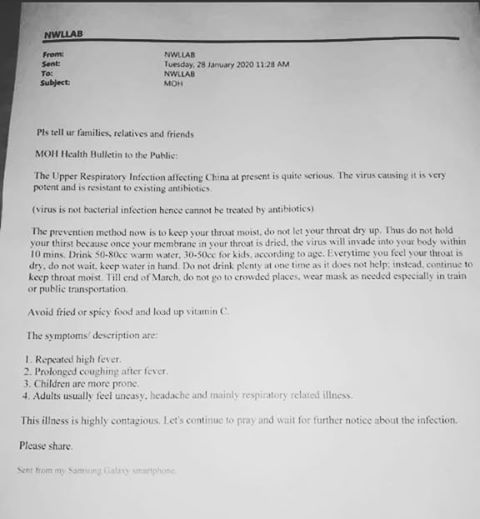 NWLLAB
From: NWLLAB
Sent: Tuesday, 28 January 2020 11:28 AM
To: NWLLAB
Subject: MOH
Pls tell ur families, relatives and friends
MOH Health Bulletin to the Public:
The Upper Respiratory Infection affecting China at present is quite serious. The virus causing it is very
potent and is resistant to existing antibiotics.
(virus is not bacterial infection hence cannot be treated by antibiotics)
The prevention method now is to keep your throat moist, do not let your throat dry up. Thus do not hold
your thirst because once your membrane in your throat is dried, the virus will invade into your body within
10 mins. Drink 50-80cc warm water, 30-50cc for kids, according to age. Everytime you feel your throat is
dry, do not wait, keep water in hand. Do not drink plenty at one time as it does not help; instead, continue to
keep throat moist. Till end of March, do not go to crowded places, wear mask as needed especially in train
or public transportation.
Avoid fried or spicy food and load up vitamin C.
The symptoms/ description are:
1. Repeated high fever.
2. Prolonged coughing after fever.
3. Children are more prone.
4. Adults usually feel uneasy, headache and mainly respiratory related illness.
This illness is highly contagious. Let's continue to pray and wait for further notice about the infection.
Please share.
Sent from my Samsung Galaxy smartphone.